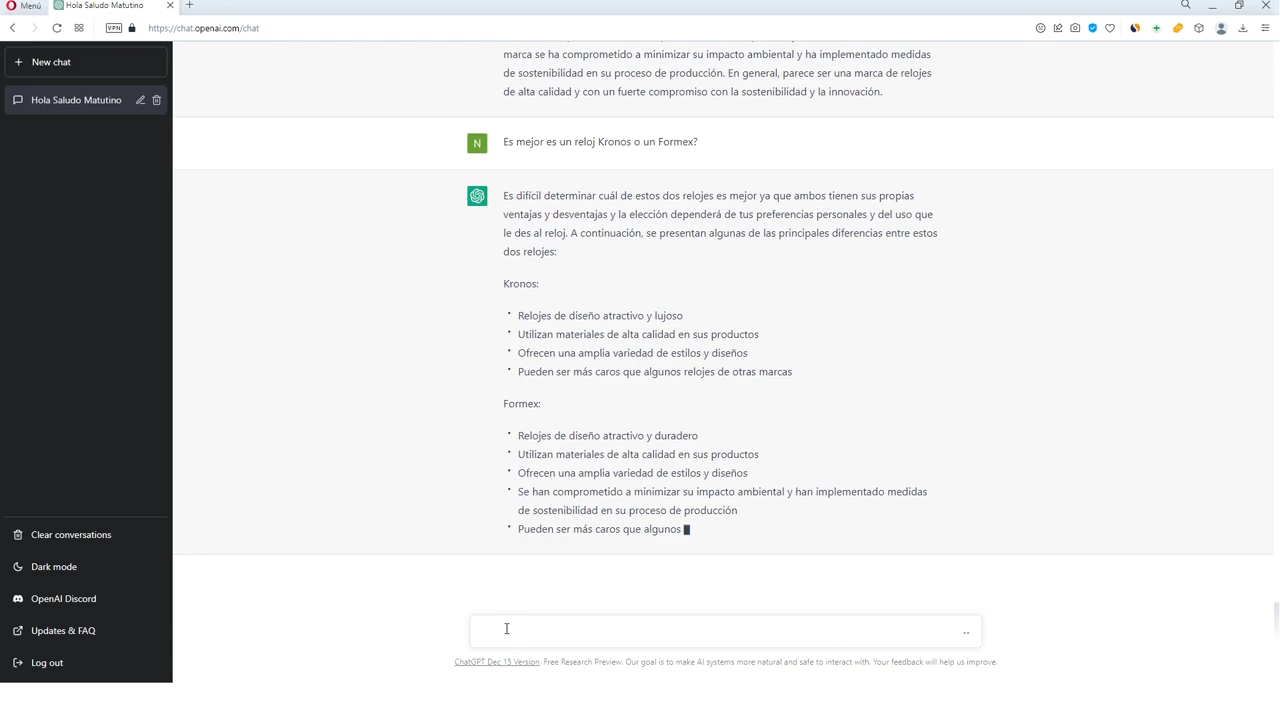 Menú
Hola Saludo Matutino
VPN
https://chat.openai.com/chat
New chat
Hola Saludo Matutino
Clear conversations
Dark mode
OpenAI Discord
Updates & FAQ
Log out
marca se ha comprometido a minimizar su impacto ambiental y ha implementado medidas
de sostenibilidad en su proceso de producción. En general, parece ser una marca de relojes
de alta calidad y con un fuerte compromiso con la sostenibilidad y la innovación.
N
Es mejor es un reloj Kronos o un Formex?
Es difícil determinar cuál de estos dos relojes es mejor ya que ambos tienen sus propias
ventajas y desventajas y la elección dependerá de tus preferencias personales y del uso que
le des al reloj. A continuación, se presentan algunas de las principales diferencias entre estos
dos relojes:
Kronos:
• Relojes de diseño atractivo y lujoso
• Utilizan materiales de alta calidad en sus productos
• Ofrecen una amplia variedad de estilos y diseños
• Pueden ser más caros que algunos relojes de otras marcas
Formex:
• Relojes de diseño atractivo y duradero
• Utilizan materiales de alta calidad en sus productos
• Ofrecen una amplia variedad de estilos y diseños
• Se han comprometido a minimizar su impacto ambiental y han implementado medidas
de sostenibilidad en su proceso de producción
• Pueden ser más caros que algunos
..
ChatGPT Dec 15 Version. Free Research Preview. Our goal is to make AI systems more natural and safe to interact with. Your feedback will help us improve.